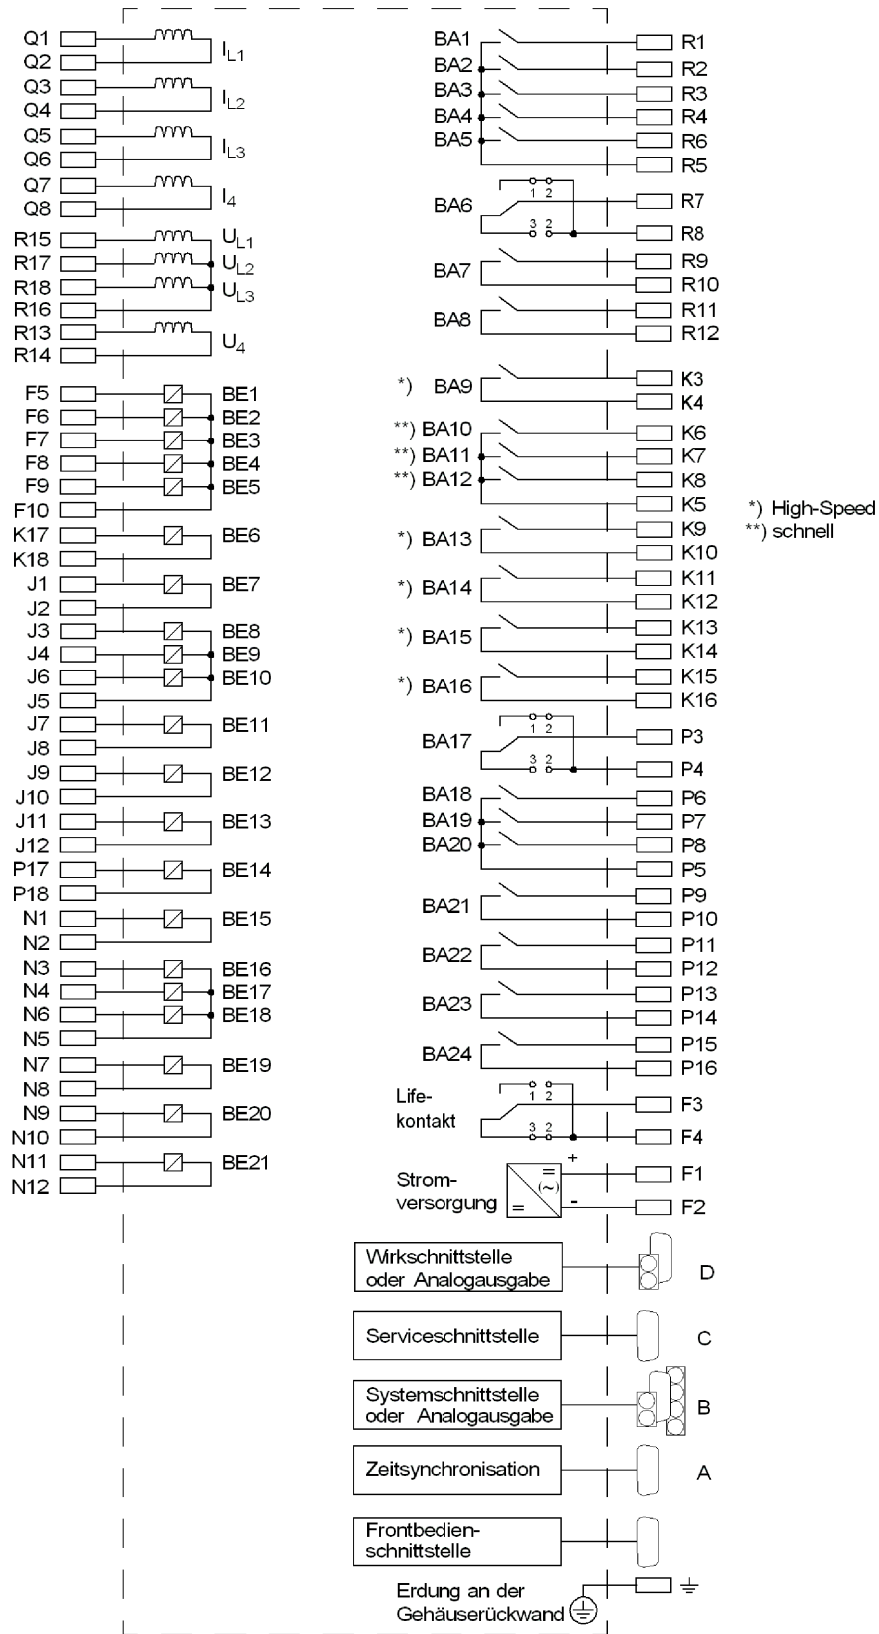 Q1
Q2
IL1
Q3
Q4
IL2
Q5
Q6
IL3
Q7
Q8
I4
R15
UL1
R17
UL2
R18
UL3
R16
R13
R14
U4
F5
BE1
F6
BE2
F7
BE3
F8
BE4
F9
BE5
F10
K17
BE6
K18
J1
BE7
J2
J3
BE8
J4
BE9
J6
BE10
J5
J7
BE11
J8
J9
BE12
J10
J11
BE13
J12
P17
BE14
P18
N1
BE15
N2
N3
BE16
N4
BE17
N6
BE18
N5
N7
BE19
N8
N9
BE20
N10
N11
BE21
N12
BA1
R1
BA2
R2
BA3
R3
BA4
R4
BA5
R6
R5
BA6
1 2
3 2
R7
R8
BA7
R9
R10
BA8
R11
R12
*) BA9
K3
K4
**) BA10
K6
**) BA11
K7
**) BA12
K8
K5
*) BA13
K9
K10
*) BA14
K11
K12
*) BA15
K13
K14
*) BA16
K15
K16
BA17
1 2
3 2
P3
P4
BA18
P6
BA19
P7
BA20
P8
P5
BA21
P9
P10
BA22
P11
P12
BA23
P13
P14
BA24
P15
P16
Life-
kontakt
1 2
3 2
F3
F4
Strom-
versorgung
=
(~)
=
+
-
F1
F2
Wirkschnittstelle
oder Analogausgabe
D
Serviceschnittstelle
C
Systemschnittstelle
oder Analogausgabe
B
Zeitsynchronisation
A
Frontbedien-
schnittstelle
Erdung an der
Gehäuserückwand
*) High-Speed
**) schnell